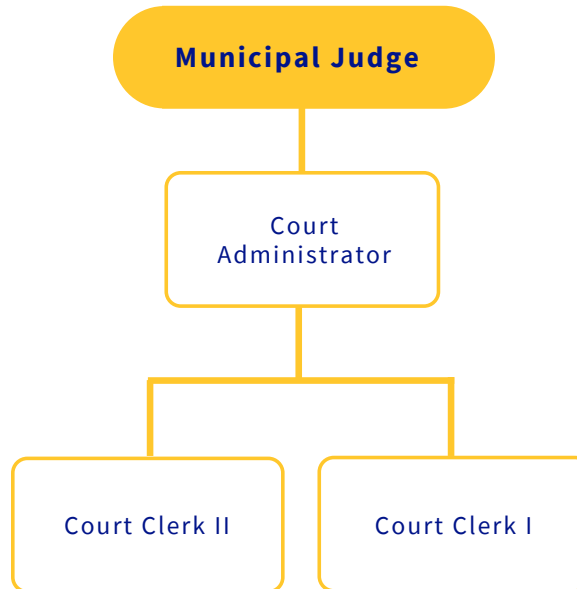 Municipal Judge
Court
Administrator
Court Clerk II
Court Clerk I